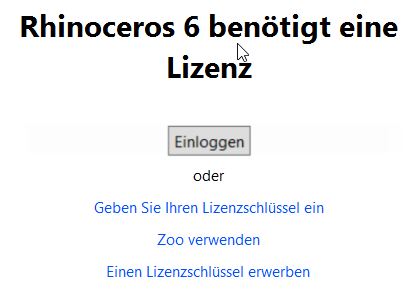 Rhinoceros 6 benötigt eine
Lizenz
Einloggen
oder
Geben Sie Ihren Lizenzschlüssel ein
Zoo verwenden
Einen Lizenzschlüssel erwerben